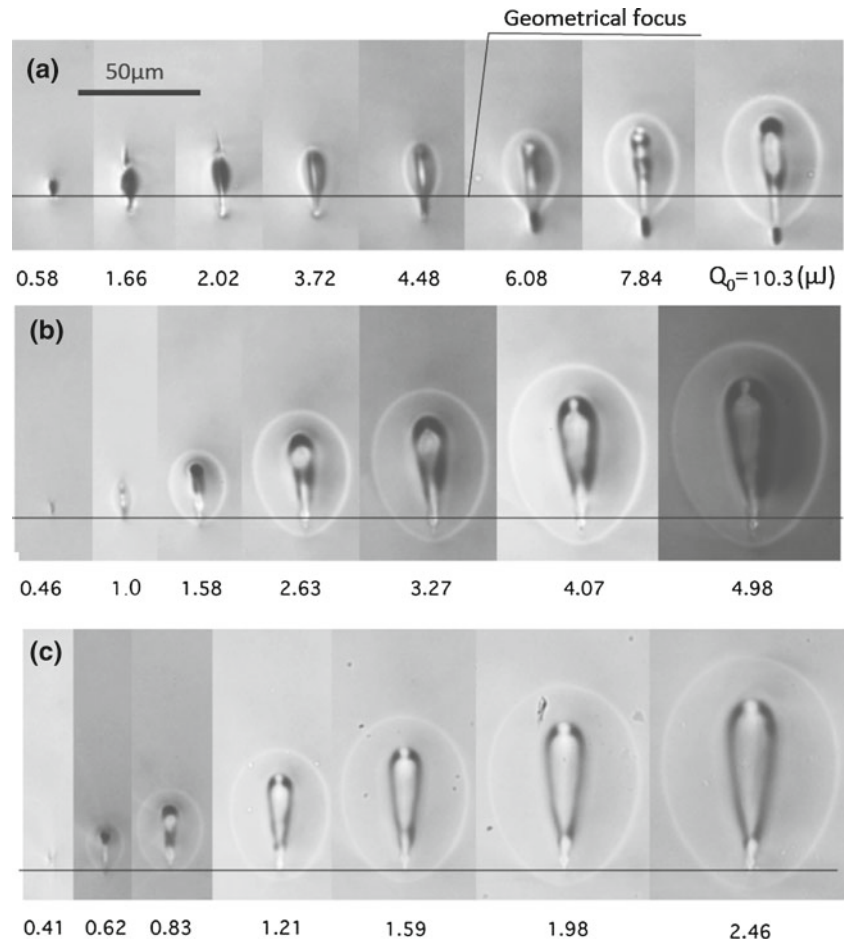 Geometrical focus
(a)
50μm
0.58 1.66 2.02 3.72 4.48 6.08 7.84 Q₀= 10.3 (μJ)
(b)
0.46 1.0 1.58 2.63 3.27 4.07 4.98
(c)
0.41 0.62 0.83 1.21 1.59 1.98 2.46